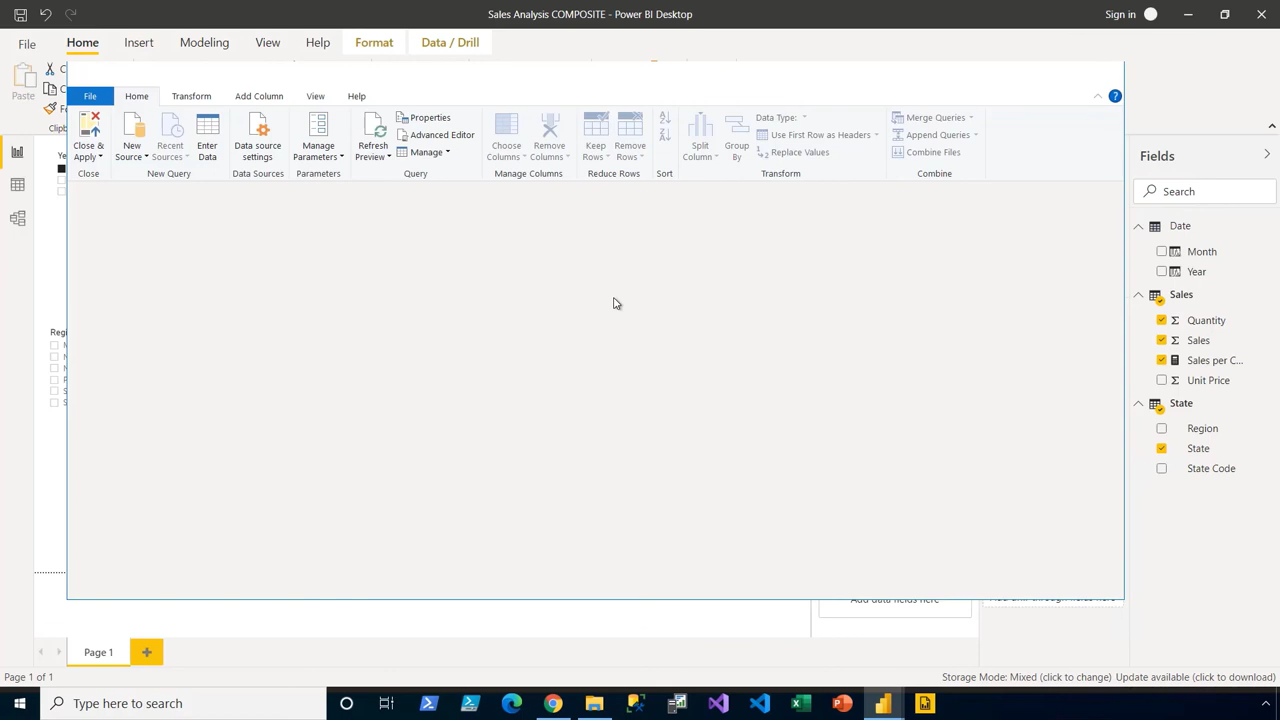 Sales Analysis COMPOSITE - Power BI Desktop
Sign in
File Home Insert Modeling View Help Format Data / Drill
Paste
File Home Transform Add Column View Help
Close & Apply
New Source
Recent Sources
Enter Data
Data source settings
Manage Parameters
Refresh Preview
Properties
Advanced Editor
Manage
Choose Columns
Remove Columns
Keep Rows
Remove Rows
Split Column
Group By
Data Type:
Use First Row as Headers
Replace Values
Merge Queries
Append Queries
Combine Files
Close
New Query
Data Sources
Parameters
Query
Manage Columns
Reduce Rows
Sort
Transform
Combine
Fields
Search
Date
Month
Year
Sales
Quantity
Sales
Sales per C...
Unit Price
State
Region
State
State Code
Page 1
Page 1 of 1
Storage Mode: Mixed (click to change)
Update available (click to download)
Type here to search